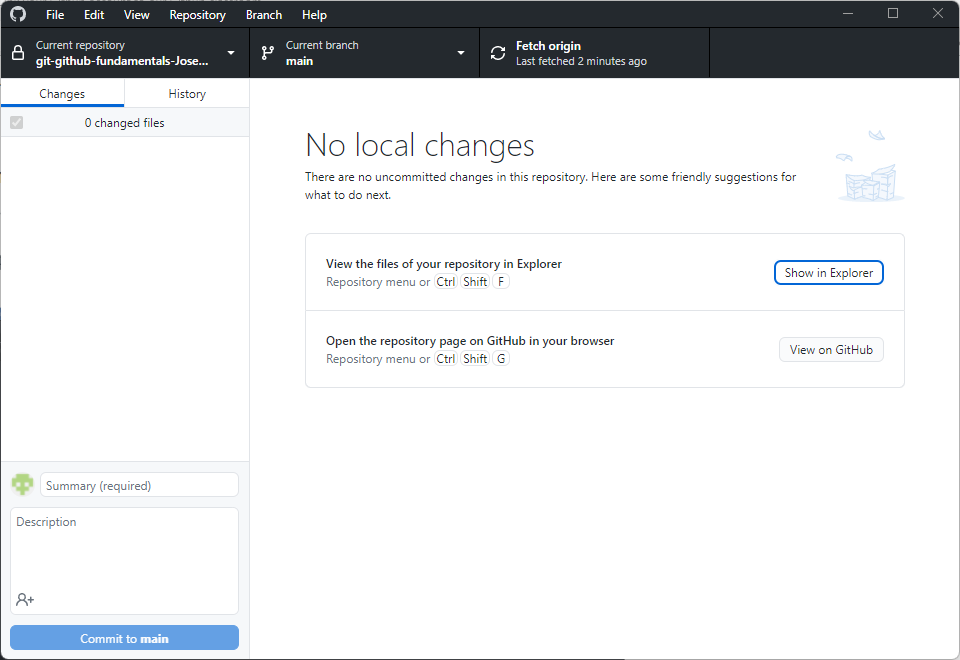 File Edit View Repository Branch Help
Current repository
git-github-fundamentals-Jose...
Current branch
main
Fetch origin
Last fetched 2 minutes ago
Changes
History
0 changed files
No local changes
There are no uncommitted changes in this repository. Here are some friendly suggestions for
what to do next.
View the files of your repository in Explorer
Repository menu or Ctrl Shift F
Show in Explorer
Open the repository page on GitHub in your browser
Repository menu or Ctrl Shift G
View on GitHub
Summary (required)
Description
Commit to main